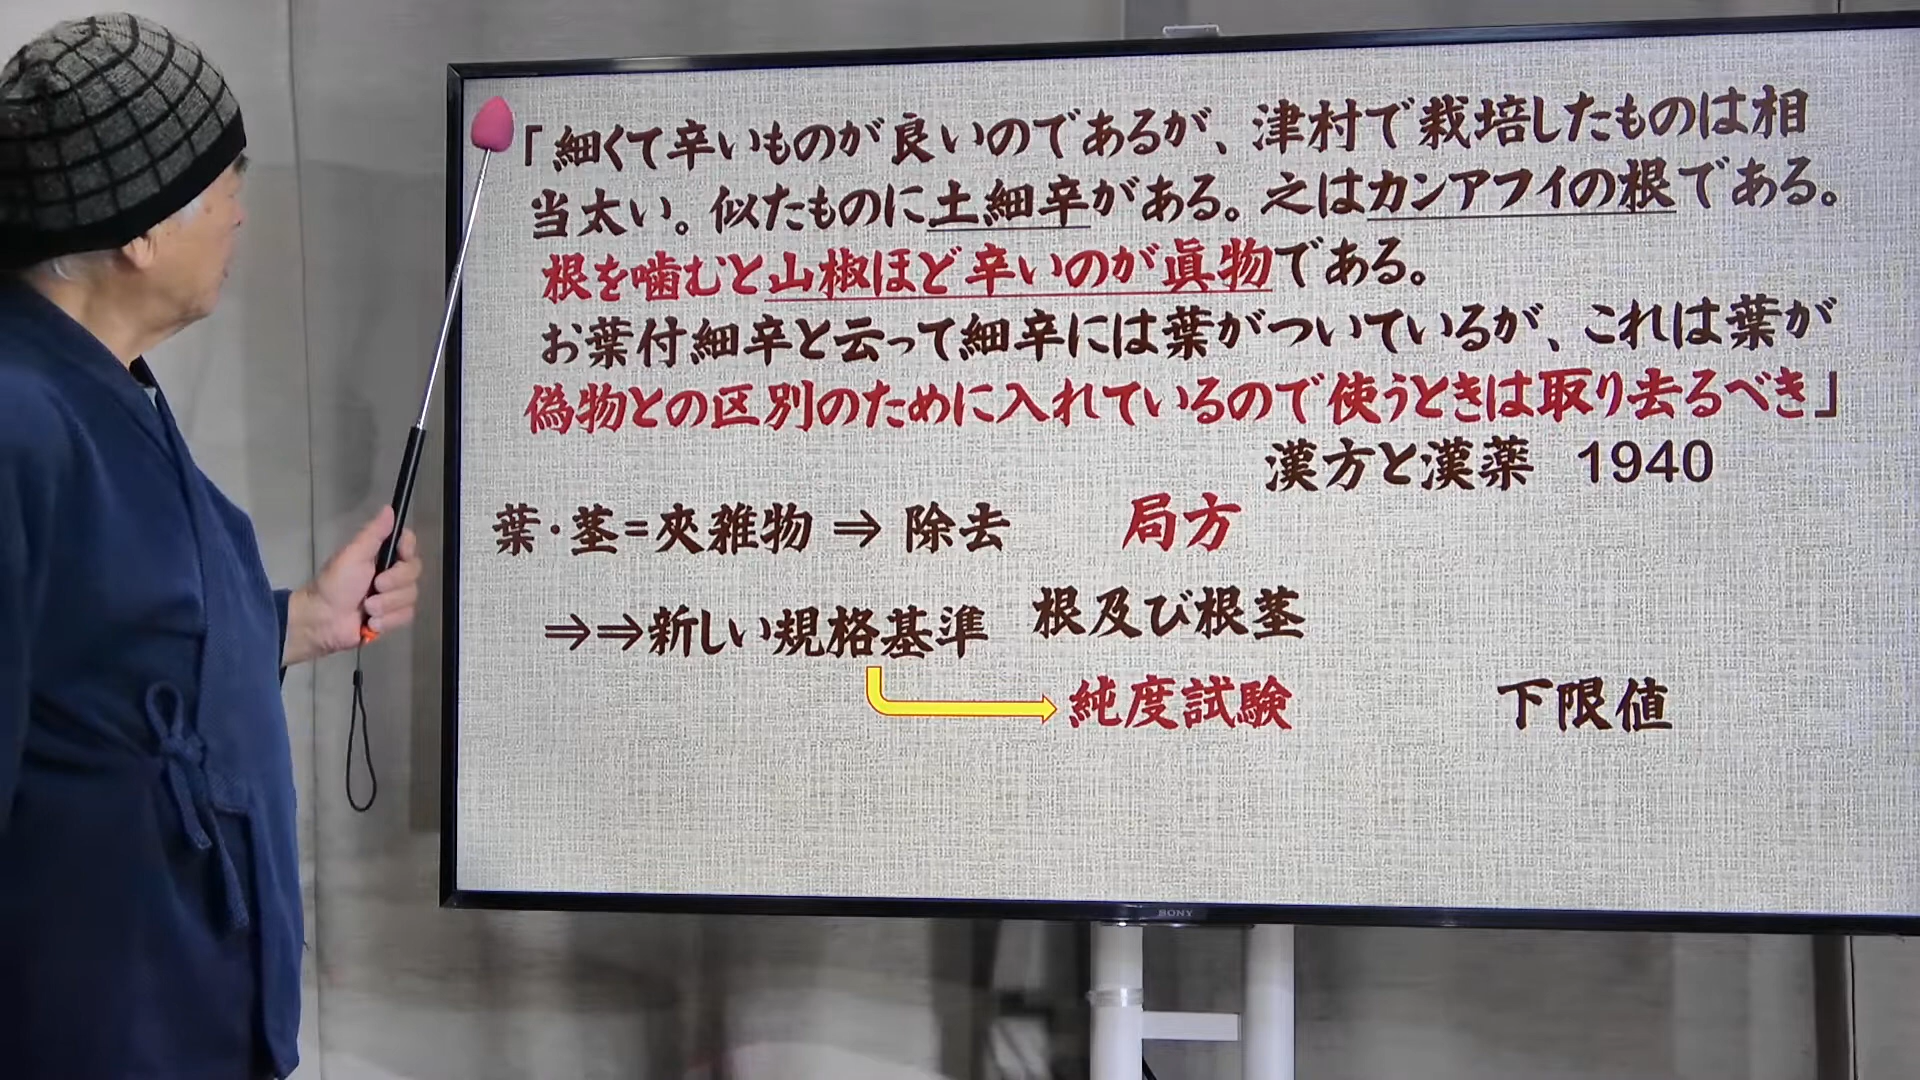 「細くて辛いものが良いのであるが、津村で栽培したものは相
当太い。似たものに土細辛がある。之はカンアフイの根である。
根を噛むと山椒ほど辛いのが眞物である。
お葉付細辛と云って細辛には葉がついているが、これは葉が
偽物との区別のために入れているので使うときは取り去るべき」
漢方と漢薬 1940
葉・茎=夾雑物 ⇒ 除去 局方
⇒⇒新しい規格基準 根及び根茎
純度試験 下限値
SONY